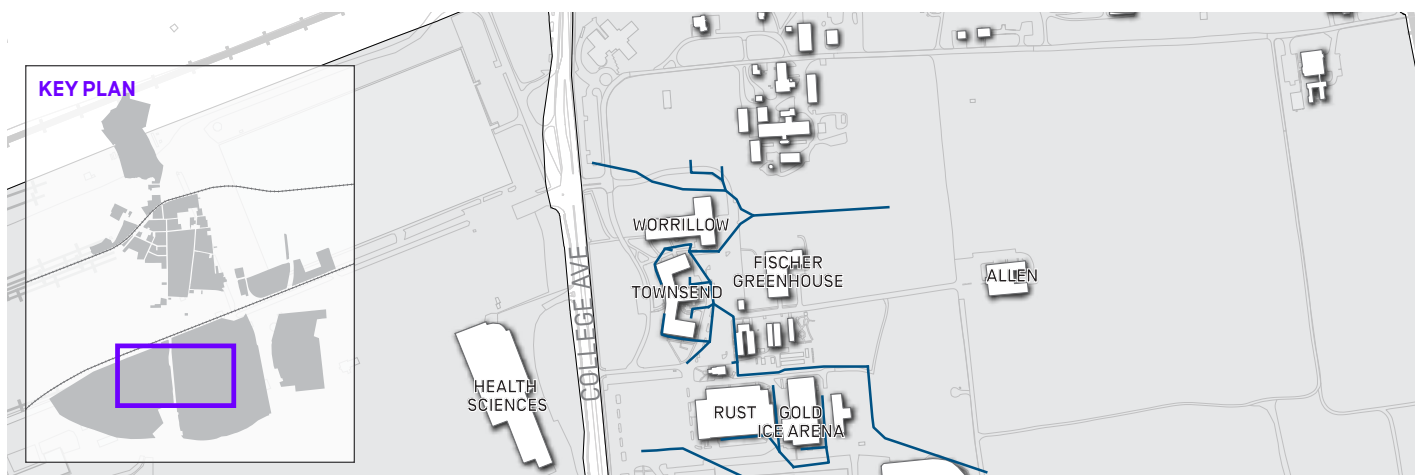 KEY PLAN
WORRILLOW
FISCHER
GREENHOUSE
TOWNSEND
ALLEN
COLLEGE AVE
HEALTH
SCIENCES
RUST
GOLD
ICE ARENA